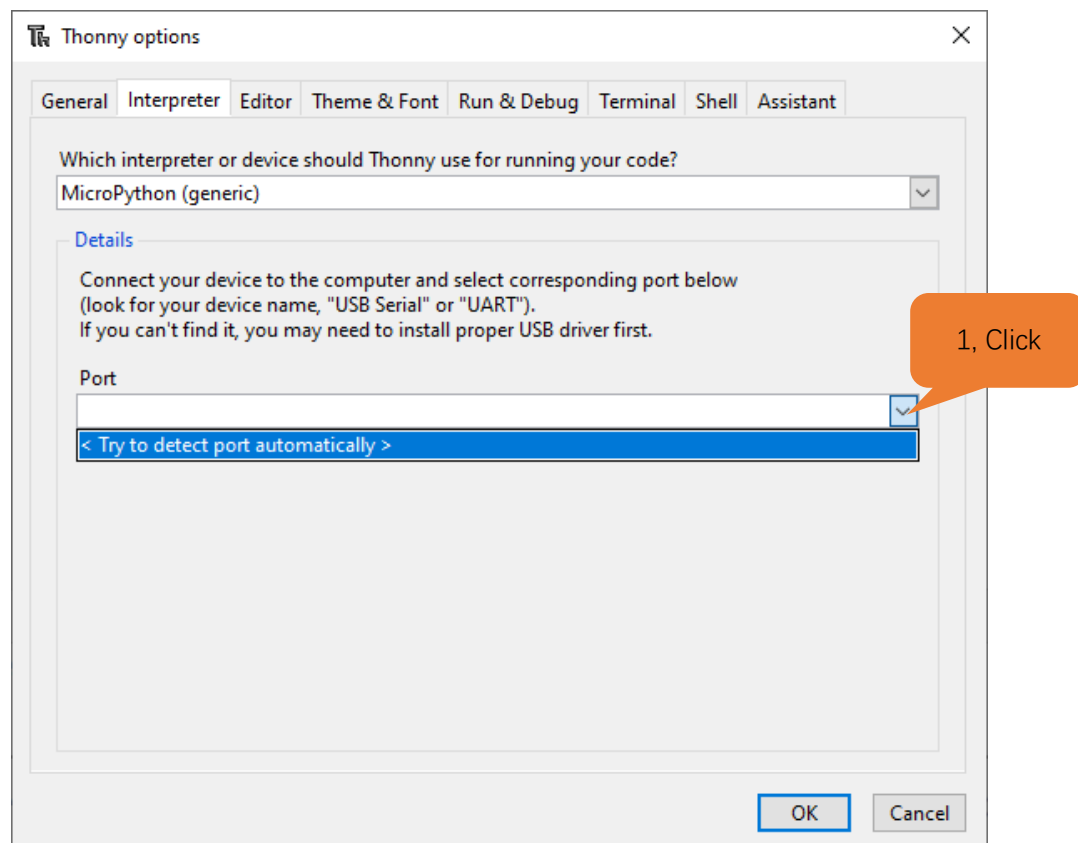 Thonny options
General Interpreter Editor Theme & Font Run & Debug Terminal Shell Assistant
Which interpreter or device should Thonny use for running your code?
MicroPython (generic)
Details
Connect your device to the computer and select corresponding port below
(look for your device name, "USB Serial" or "UART").
If you can't find it, you may need to install proper USB driver first.
1, Click
Port
< Try to detect port automatically >
OK Cancel